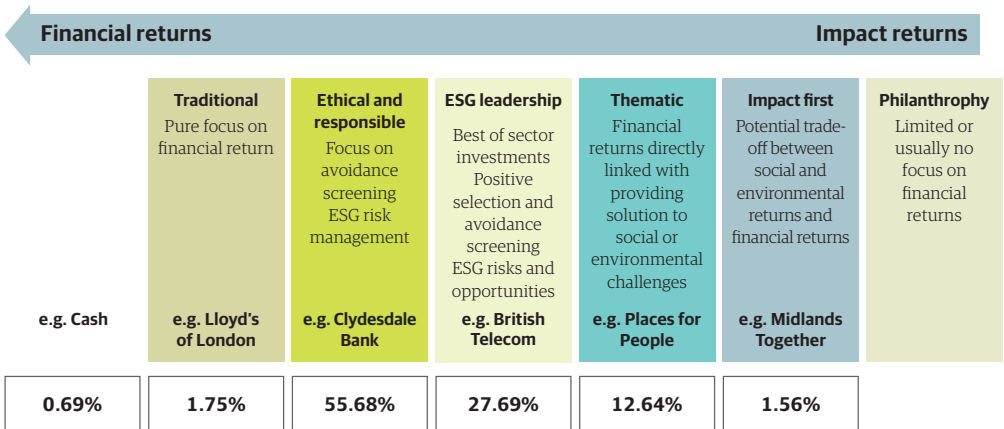 Financial returns
Impact returns
Traditional
Pure focus on
financial return
Ethical and
responsible
Focus on
avoidance
screening
ESG risk
management
ESG leadership
Best of sector
investments
Positive
selection and
avoidance
screening
ESG risks and
opportunities
Thematic
Financial
returns directly
linked with
providing
solution to
social or
environmental
challenges
Impact first
Potential trade-
off between
social and
environmental
returns and
financial returns
Philanthropy
Limited or
usually no
focus on
financial
returns
e.g. Cash
e.g. Lloyd's
of London
e.g. Clydesdale
Bank
e.g. British
Telecom
e.g. Places for
People
e.g. Midlands
Together
0.69%
1.75%
55.68%
27.69%
12.64%
1.56%